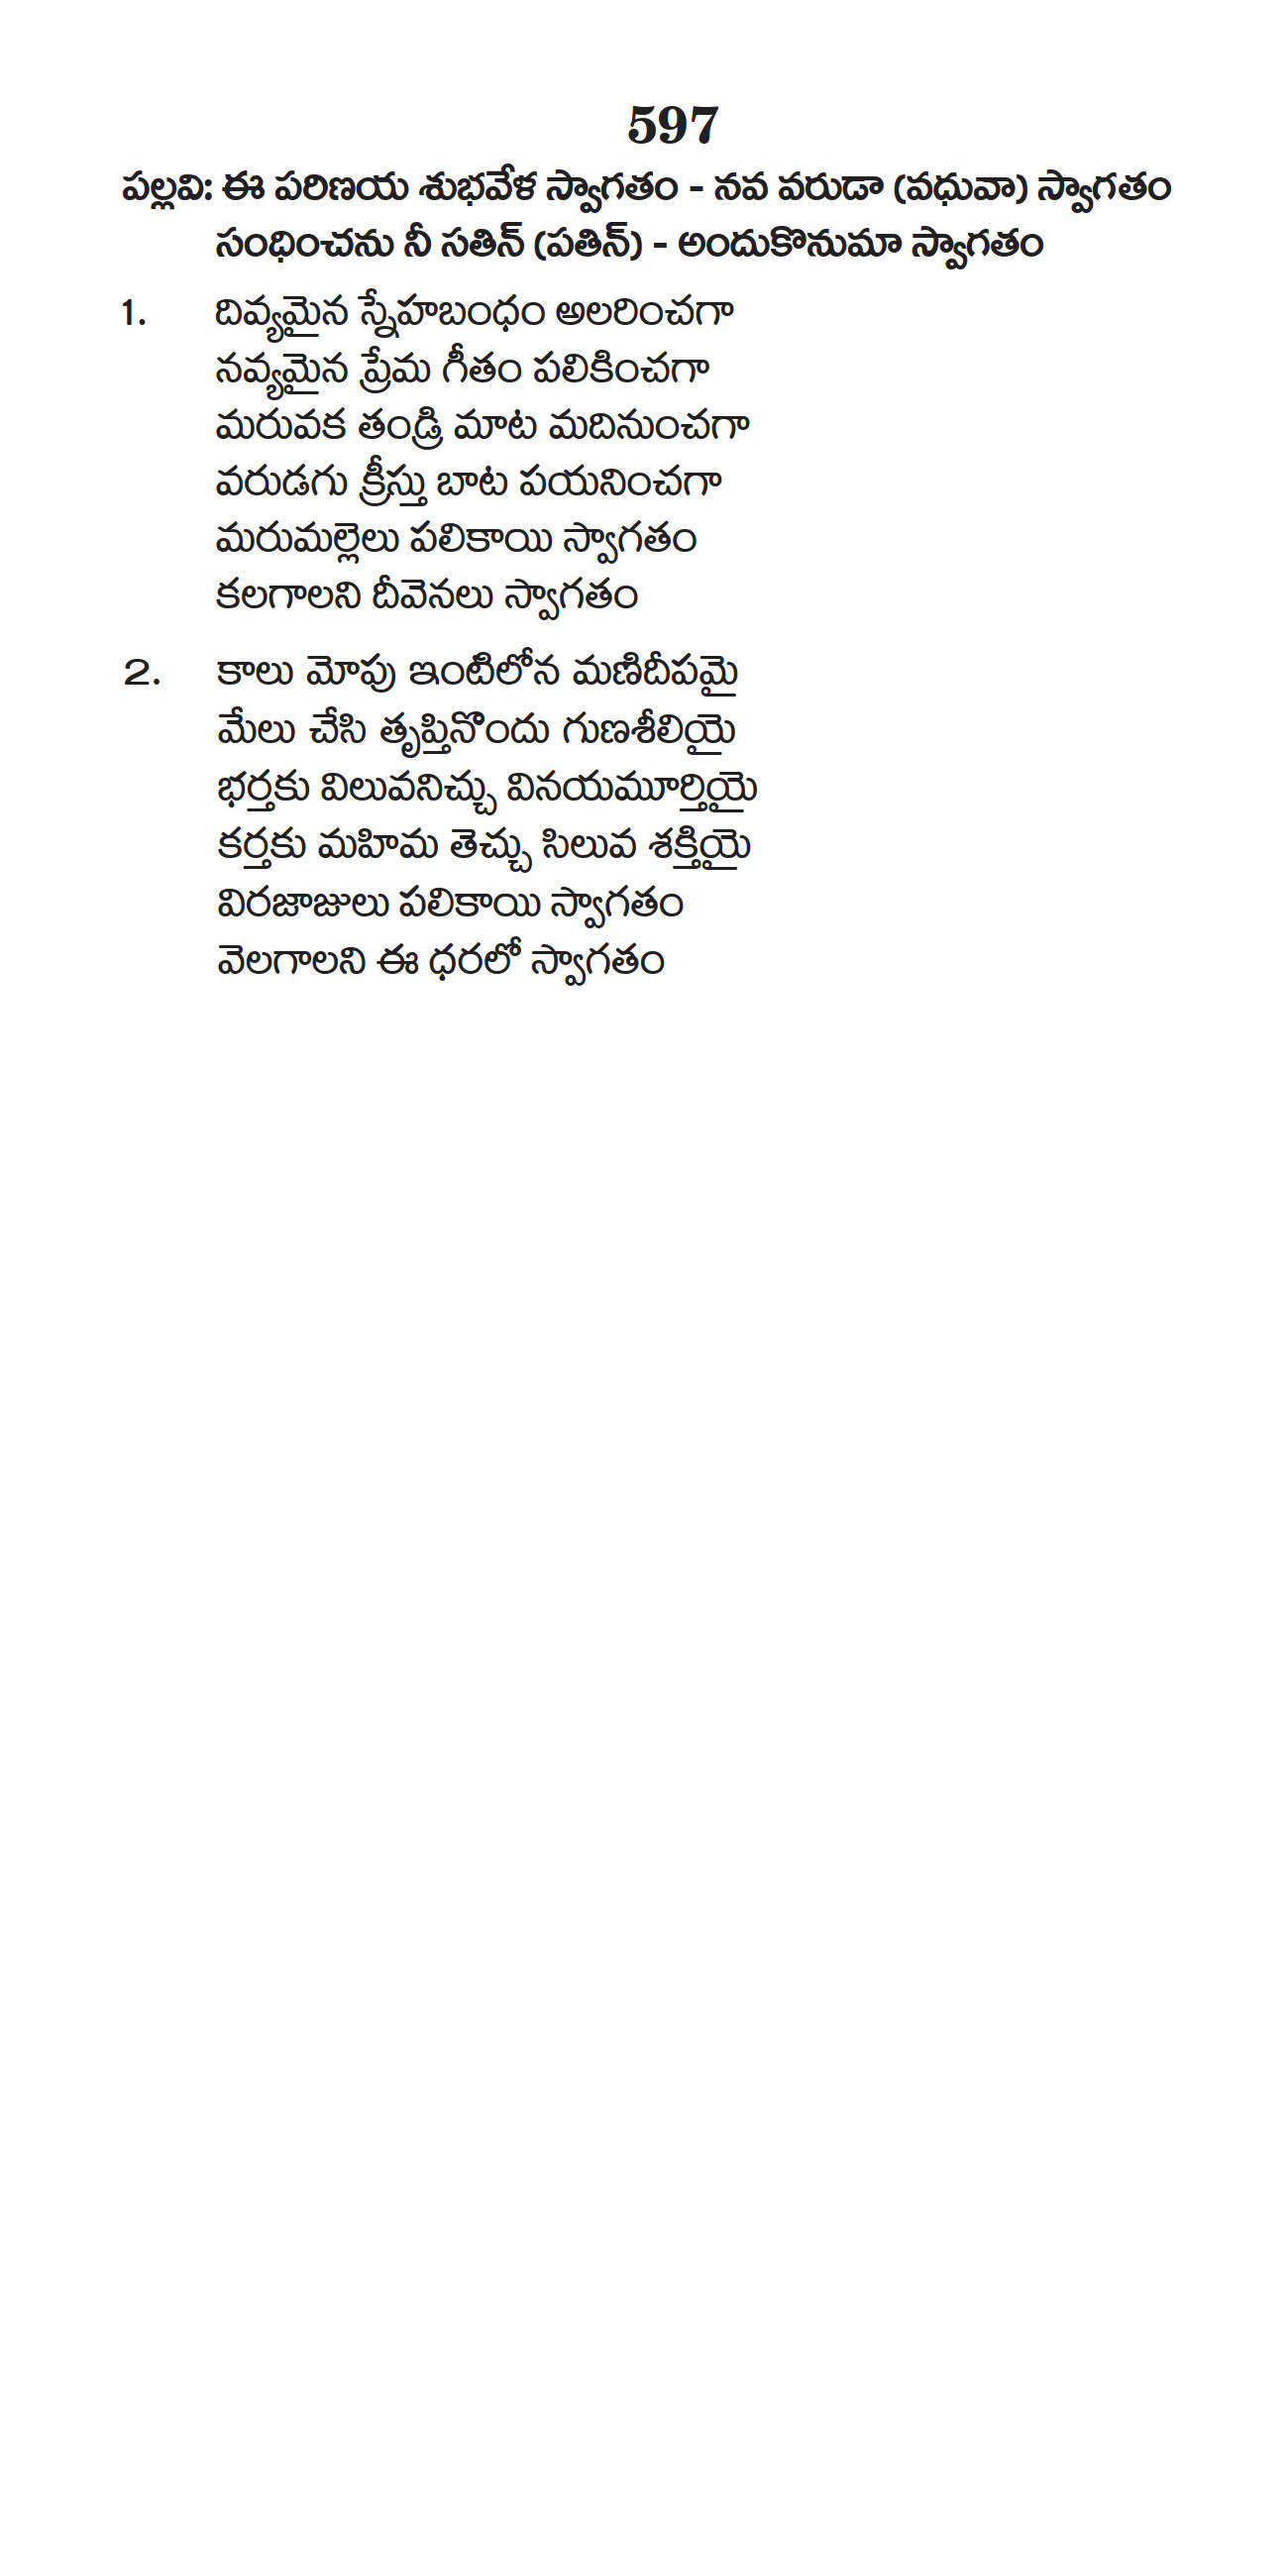 597
పల్లవి: ఈ పరిణయ శుభవేళ స్వాగతం - నవ వరుడా (వధువా) స్వాగతం
సంధించను నీ సతిన్ (పతిన్) - అందుకొనుమా స్వాగతం
1. దివ్యమైన స్నేహబంధం అలరించగా
నవ్యమైన ప్రేమ గీతం పలికించగా
మరువక తండ్రి మాట మదినుంచగా
వరుడగు క్రీస్తు బాట పయనించగా
మరుమల్లెలు పలికాయి స్వాగతం
కలగాలని దీవెనలు స్వాగతం
2. కాలు మోపు ఇంటిలోన మణిదీపమై
మేలు చేసి తృప్తినొందు గుణశీలియై
భర్తకు విలువనిచ్చు వినయమూర్తియై
కర్తకు మహిమ తెచ్చు సిలువ శక్తియై
విరజాజులు పలికాయి స్వాగతం
వెలగాలని ఈ ధరలో స్వాగతం